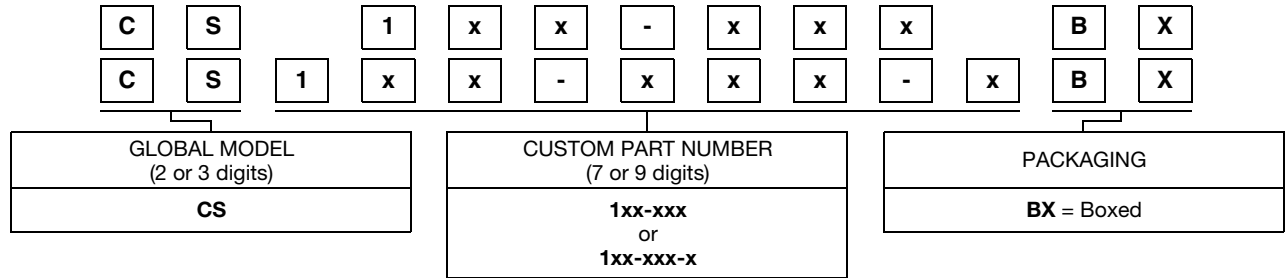 C S 1 x x - x x x B X
C S 1 x x - x x x - x B X
GLOBAL MODEL
(2 or 3 digits)
CS
CUSTOM PART NUMBER
(7 or 9 digits)
1xx-xxx
or
1xx-xxx-x
PACKAGING
BX = Boxed